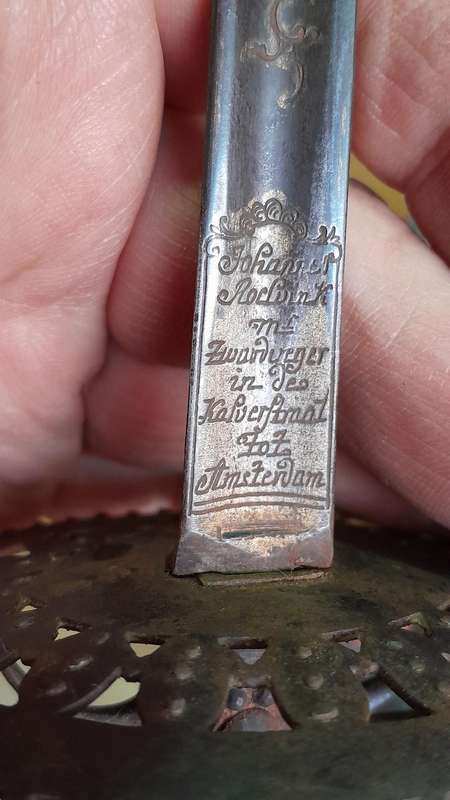 Johannes
Roelvink
mr
Zwaardveger
in de
Kalverstraat
Tot
Amsterdam